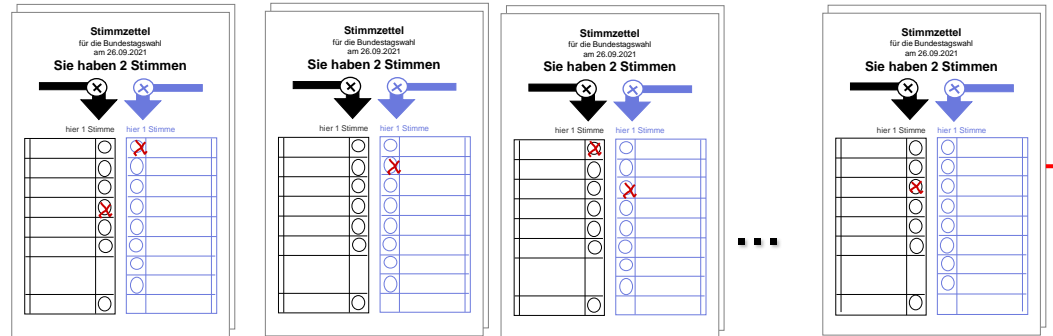 Stimmzettel
für die Bundestagswahl
am 26.09.2021
Sie haben 2 Stimmen
hier 1 Stimme hier 1 Stimme
Stimmzettel
für die Bundestagswahl
am 26.09.2021
Sie haben 2 Stimmen
hier 1 Stimme hier 1 Stimme
Stimmzettel
für die Bundestagswahl
am 26.09.2021
Sie haben 2 Stimmen
hier 1 Stimme hier 1 Stimme
...
Stimmzettel
für die Bundestagswahl
am 26.09.2021
Sie haben 2 Stimmen
hier 1 Stimme hier 1 Stimme